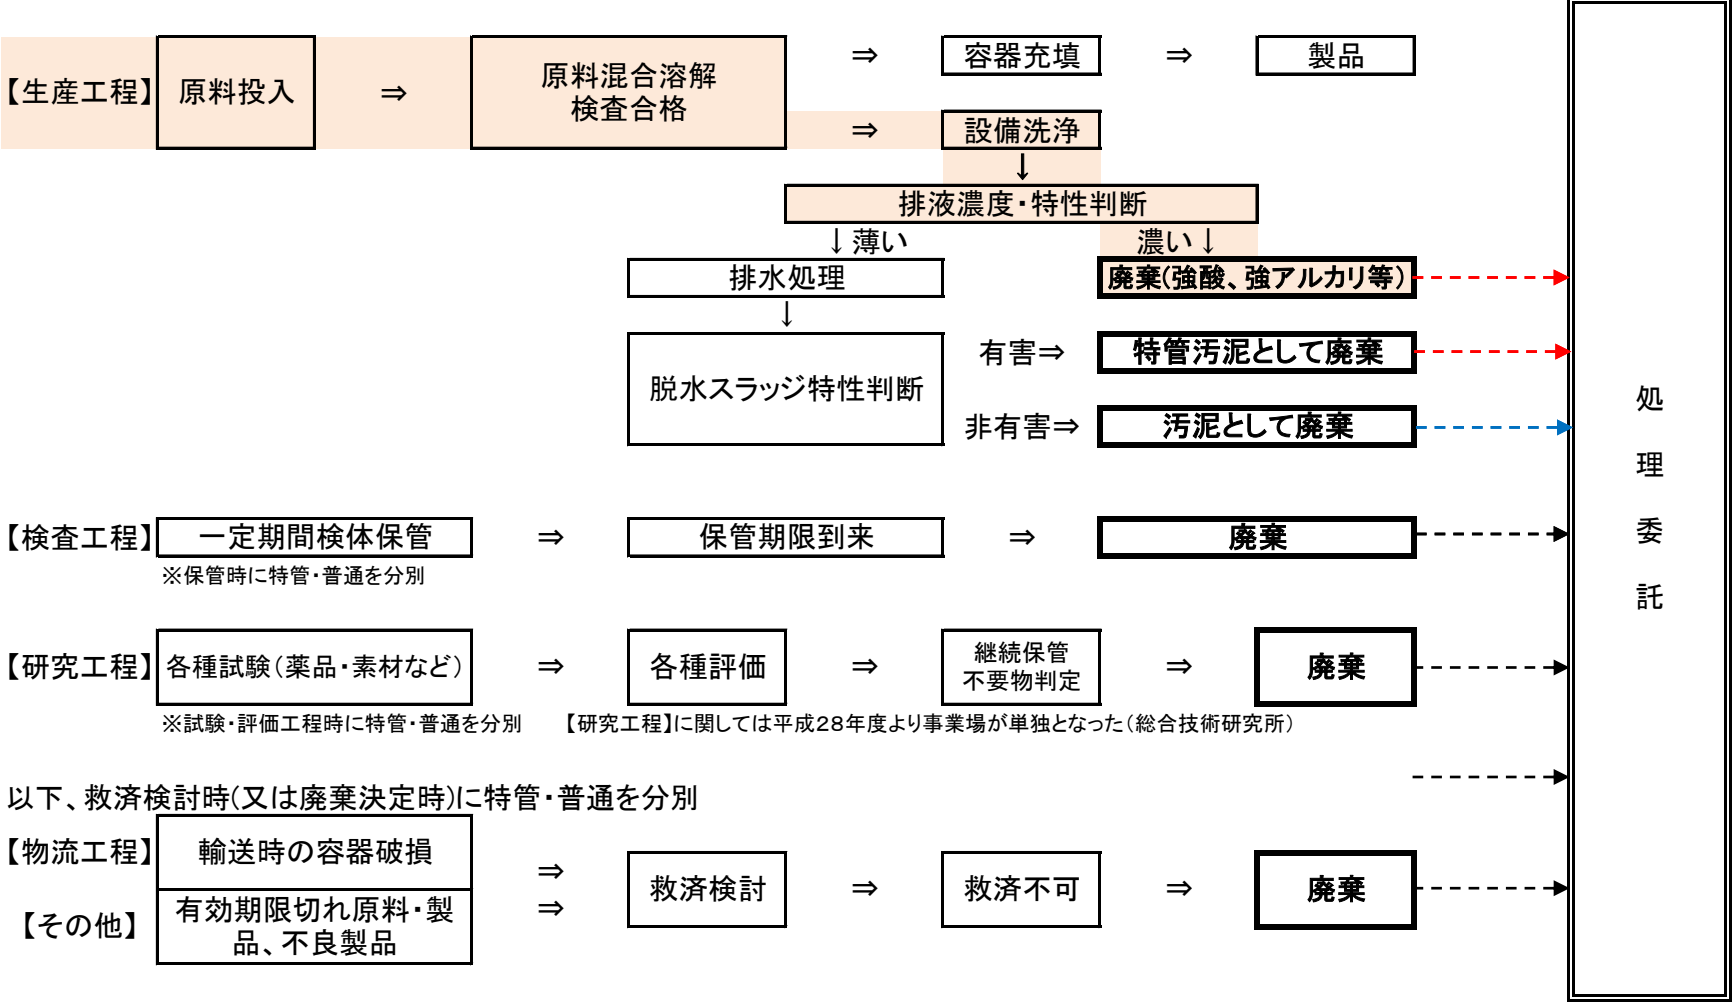 ⇒ 容器充填 ⇒ 製品
【生産工程】 原料投入 ⇒ 原料混合溶解
検査合格
⇒ 設備洗浄
↓
排液濃度・特性判断
↓薄い 濃い↓
排水処理 廃棄(強酸、強アルカリ等)
↓
有害⇒ 特管汚泥として廃棄
脱水スラッジ特性判断
非有害⇒ 汚泥として廃棄
処理委託
【検査工程】 一定期間検体保管 ⇒ 保管期限到来 ⇒ 廃棄
※保管時に特管・普通を分別
【研究工程】 各種試験(薬品・素材など) ⇒ 各種評価 ⇒ 継続保管
不要物判定 ⇒ 廃棄
※試験・評価工程時に特管・普通を分別 【研究工程】に関しては平成28年度より事業場が単独となった(総合技術研究所)
以下、救済検討時(又は廃棄決定時)に特管・普通を分別
【物流工程】 輸送時の容器破損 ⇒
救済検討 ⇒ 救済不可 ⇒ 廃棄
【その他】 有効期限切れ原料・製 ⇒
品、不良製品